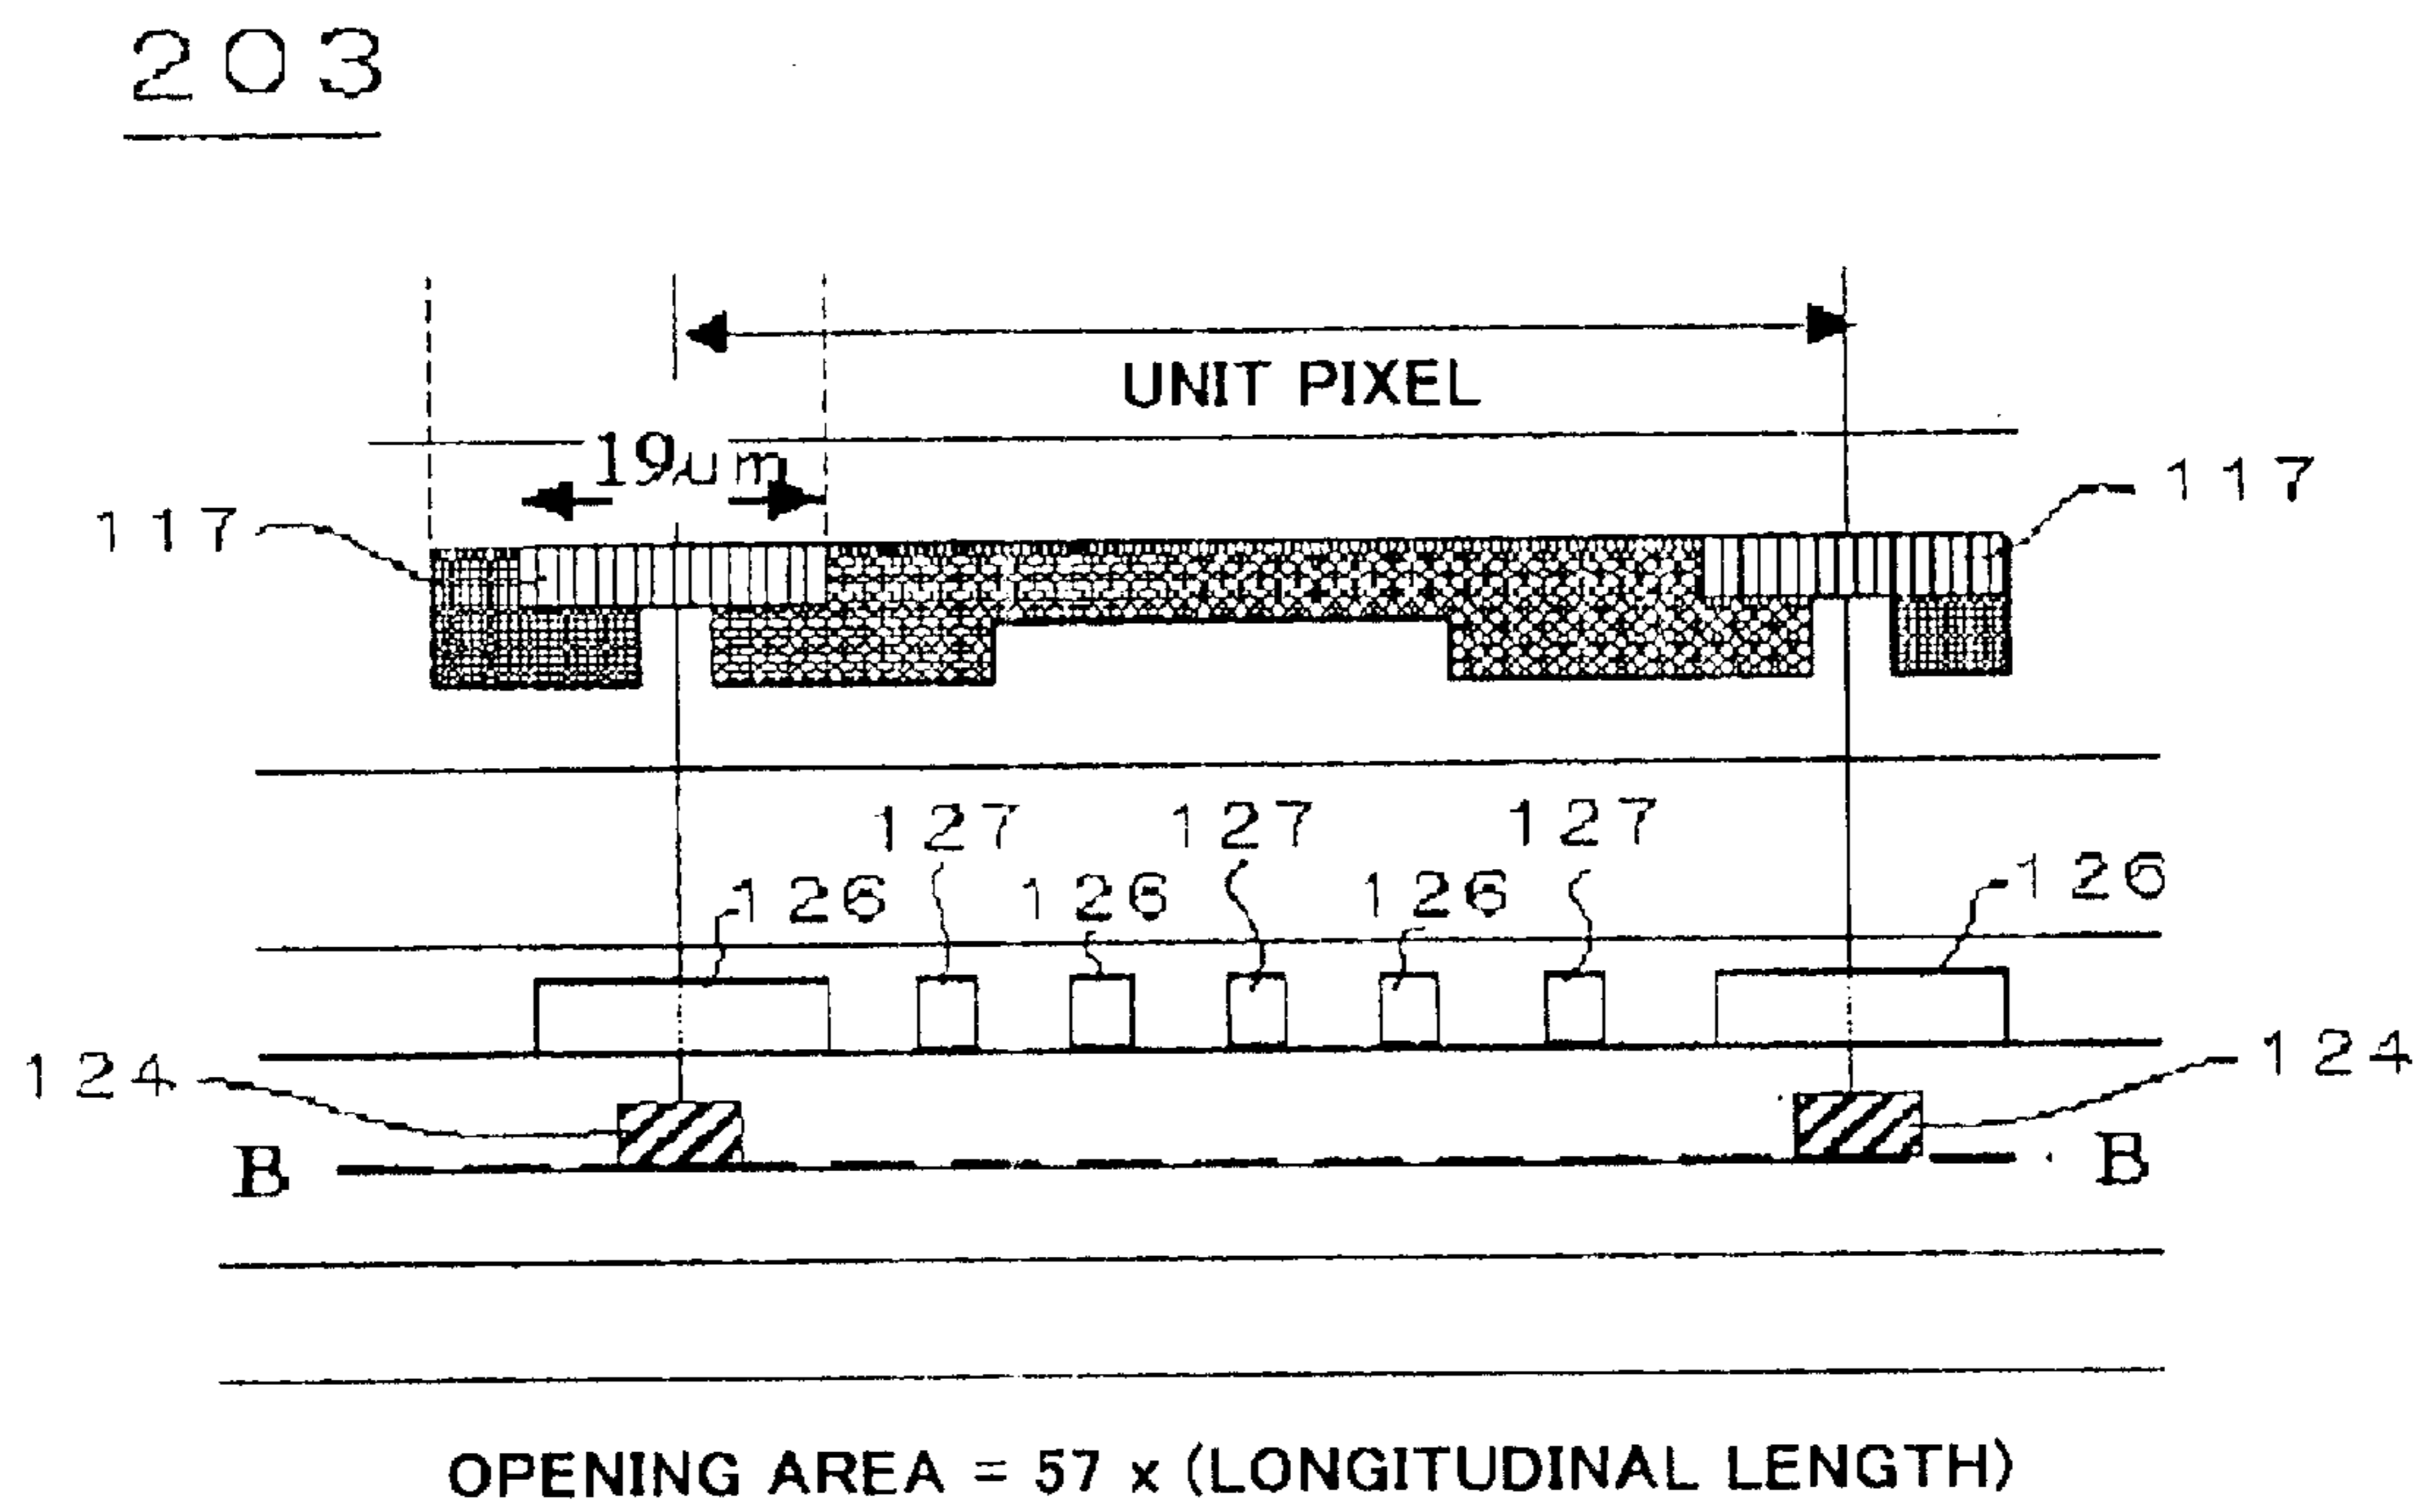 203
UNIT PIXEL
19μm
117
117
127 127 127
126 126 126 126
124
124
B B
OPENING AREA = 57 x (LONGITUDINAL LENGTH)